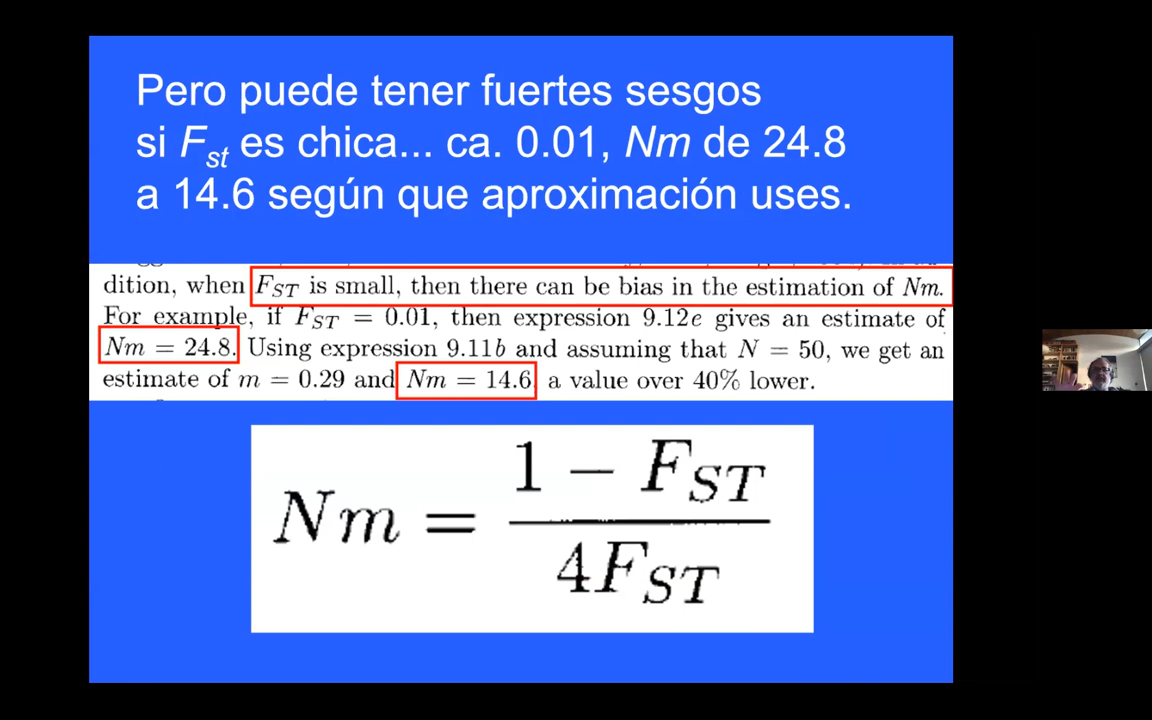 Pero puede tener fuertes sesgos
si Fst es chica... ca. 0.01, Nm de 24.8
a 14.6 según que aproximación uses.
dition, when FST is small, then there can be bias in the estimation of Nm.
For example, if FST = 0.01, then expression 9.12e gives an estimate of
Nm = 24.8. Using expression 9.11b and assuming that N = 50, we get an
estimate of m = 0.29 and Nm = 14.6, a value over 40% lower.
Nm = 1 − FST / 4FST